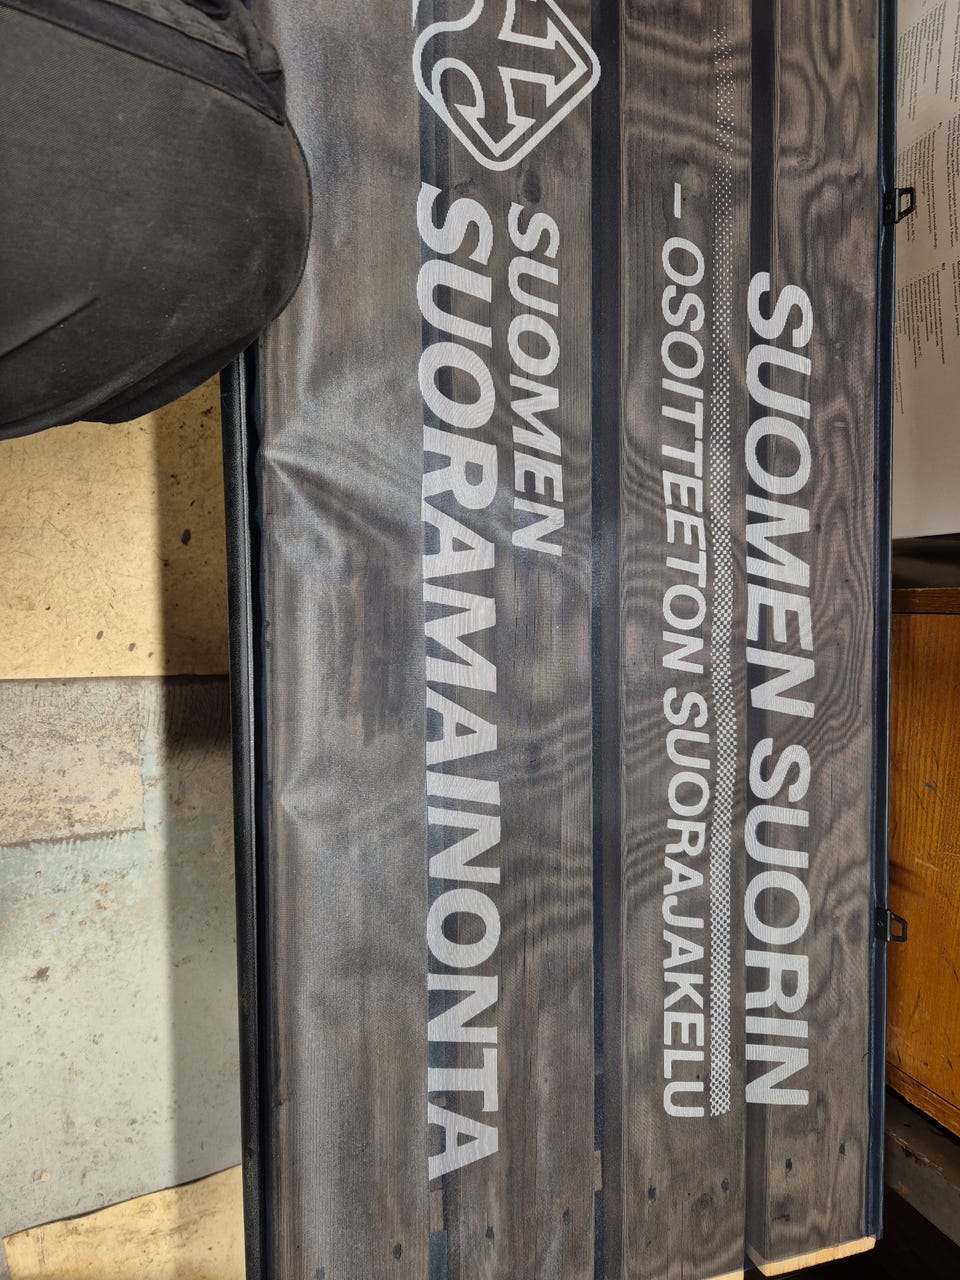 SUOMEN SUORIN
– OSOITTEETON SUORAJAKELU
SUOMEN
SUORAMAINONTA